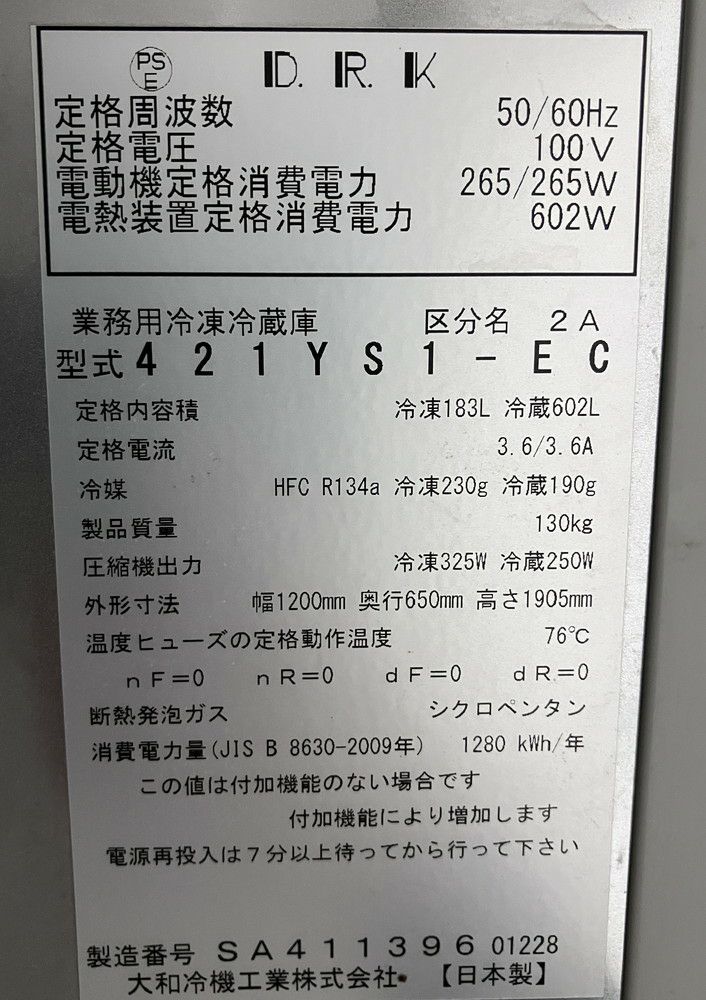 PS E D.R.K
定格周波数 50/60Hz
定格電圧 100V
電動機定格消費電力 265/265W
電熱装置定格消費電力 602W
業務用冷凍冷蔵庫 区分名 2A
型式 421YS1-EC
定格内容積 冷凍183L 冷蔵602L
定格電流 3.6/3.6A
冷媒 HFC R134a 冷凍230g 冷蔵190g
製品質量 130kg
圧縮機出力 冷凍325W 冷蔵250W
外形寸法 幅1200mm 奥行650mm 高さ1905mm
温度ヒューズの定格動作温度 76℃
nF=0 nR=0 dF=0 dR=0
断熱発泡ガス シクロペンタン
消費電力量(JIS B 8630-2009年) 1280 kWh/年
この値は付加機能のない場合です
付加機能により増加します
電源再投入は7分以上待ってから行って下さい
製造番号 SA411396 01228
大和冷機工業株式会社 【日本製】